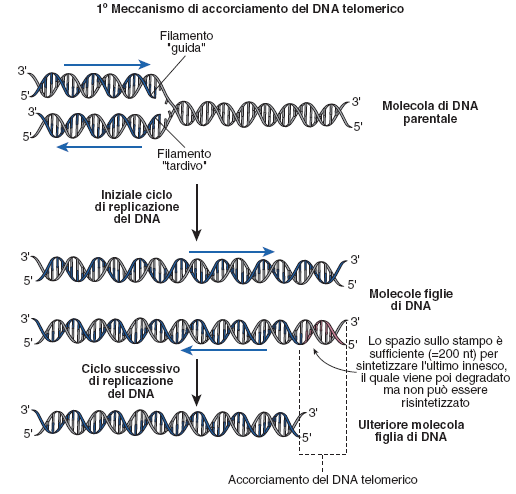 1º Meccanismo di accorciamento del DNA telomerico
Filamento
"guida"
3'
5'
3'
5'
3'
5'
Molecola di DNA
parentale
Filamento
"tardivo"
Iniziale ciclo
di replicazione
del DNA
3'
5'
3'
5'
Molecole figlie
di DNA
3'
5'
3'
5'
Lo spazio sullo stampo è
sufficiente (=200 nt) per
sintetizzare l'ultimo innesco,
il quale viene poi degradato
ma non può essere
risintetizzato
Ciclo successivo
di replicazione
del DNA
3'
5'
3'
5'
Ulteriore molecola
figlia di DNA
Accorciamento del DNA telomerico